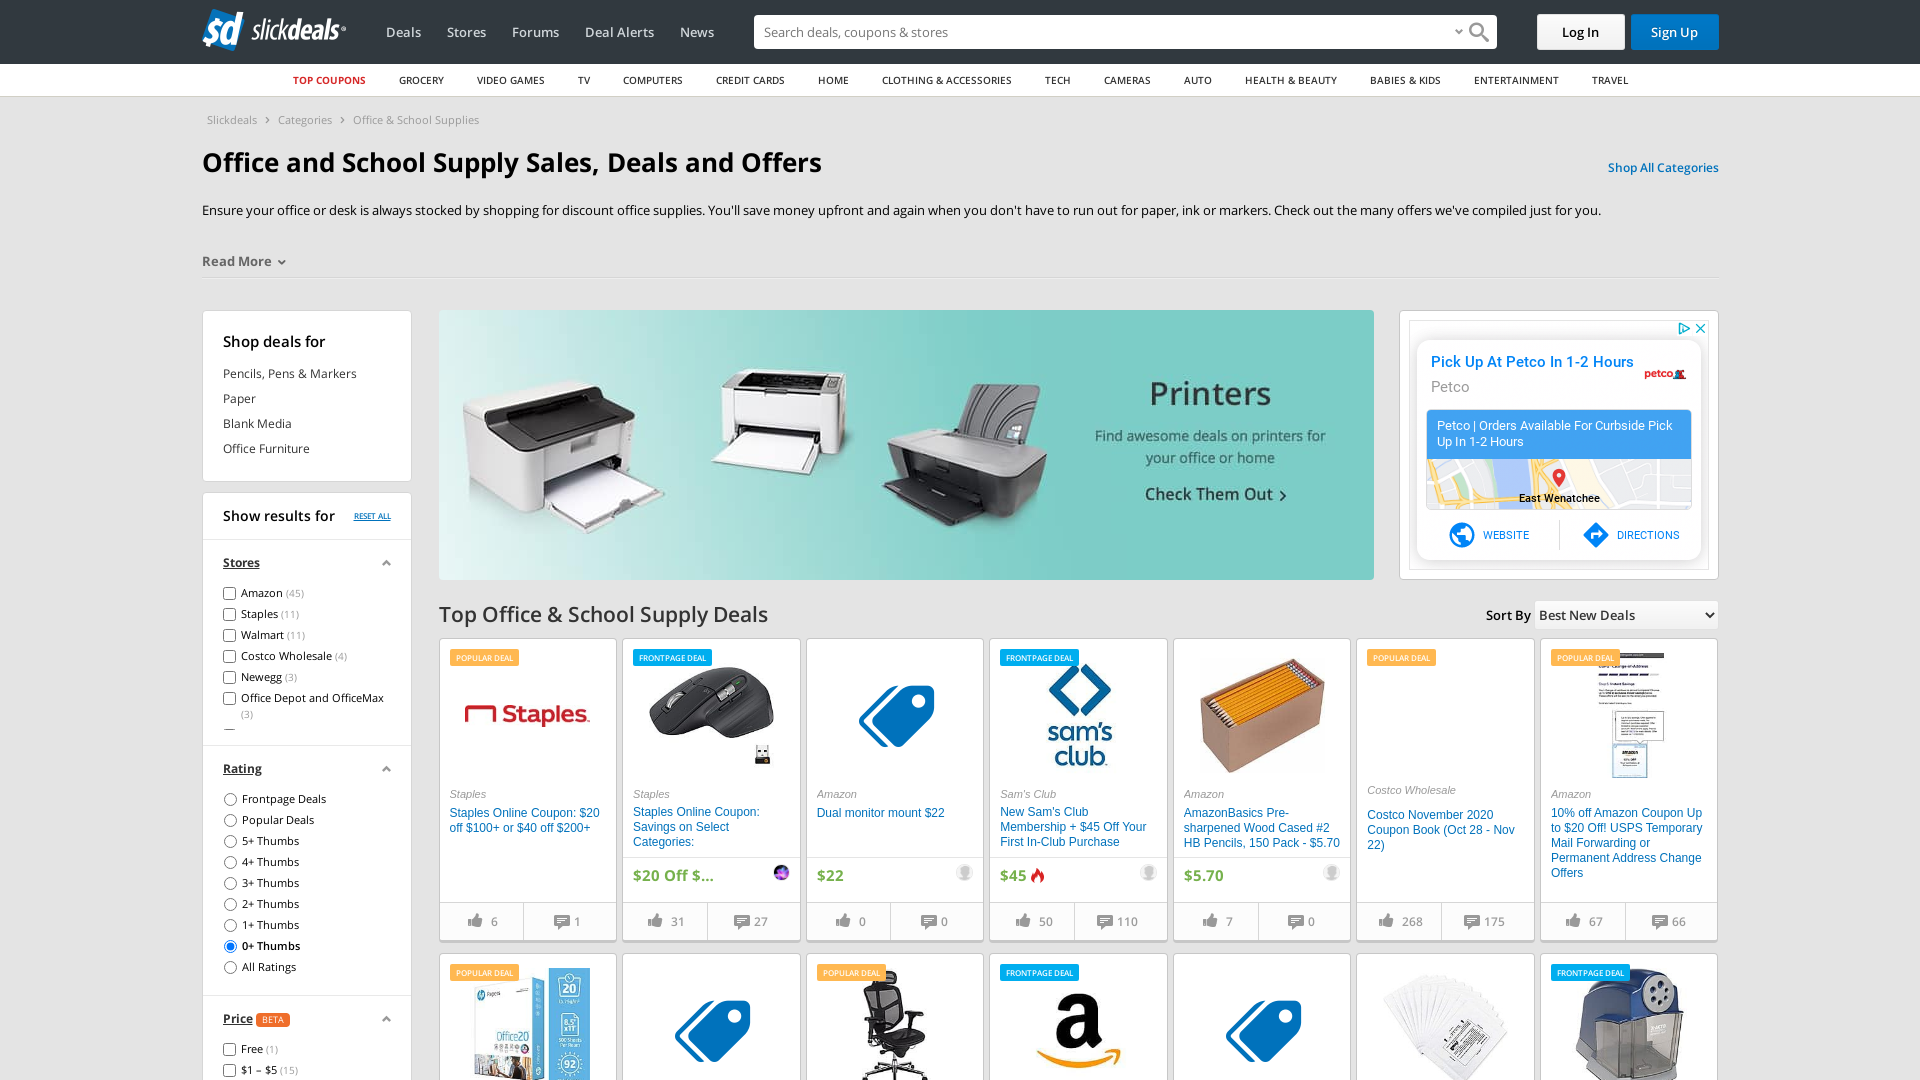 slickdeals
Deals
Stores
Forums
Deal Alerts
News
Search deals, coupons & stores
Log In
Sign Up
TOP COUPONS
GROCERY
VIDEO GAMES
TV
COMPUTERS
CREDIT CARDS
HOME
CLOTHING & ACCESSORIES
TECH
CAMERAS
AUTO
HEALTH & BEAUTY
BABIES & KIDS
ENTERTAINMENT
TRAVEL
Slickdeals > Categories > Office & School Supplies
Office and School Supply Sales, Deals and Offers
Shop All Categories
Ensure your office or desk is always stocked by shopping for discount office supplies. You'll save money upfront and again when you don't have to run out for paper, ink or markers. Check out the many offers we've compiled just for you.
Read More
Shop deals for
Pencils, Pens & Markers
Paper
Blank Media
Office Furniture
Show results for
RESET ALL
Stores
Amazon (45)
Staples (11)
Walmart (11)
Costco Wholesale (4)
Newegg (3)
Office Depot and OfficeMax
(3)
Rating
Frontpage Deals
Popular Deals
5+ Thumbs
4+ Thumbs
3+ Thumbs
2+ Thumbs
1+ Thumbs
0+ Thumbs
All Ratings
Price BETA
Free (1)
$1 – $5 (15)
Printers
Find awesome deals on printers for
your office or home
Check Them Out >
Pick Up At Petco In 1-2 Hours
Petco
petco
Petco | Orders Available For Curbside Pick
Up In 1-2 Hours
East Wenatchee
WEBSITE
DIRECTIONS
Top Office & School Supply Deals
Sort By Best New Deals
POPULAR DEAL
Staples
Staples
Staples Online Coupon: $20
off $100+ or $40 off $200+
6
1
FRONTPAGE DEAL
Staples
Staples Online Coupon:
Savings on Select
Categories:
$20 Off $...
31
27
Amazon
Dual monitor mount $22
$22
0
0
FRONTPAGE DEAL
sam's
club
Sam's Club
New Sam's Club
Membership + $45 Off Your
First In-Club Purchase
$45
50
110
Amazon
AmazonBasics Pre-
sharpened Wood Cased #2
HB Pencils, 150 Pack - $5.70
$5.70
7
0
POPULAR DEAL
Costco Wholesale
Costco November 2020
Coupon Book (Oct 28 - Nov
22)
268
175
POPULAR DEAL
Amazon
10% off Amazon Coupon Up
to $20 Off! USPS Temporary
Mail Forwarding or
Permanent Address Change
Offers
67
66
POPULAR DEAL
hp Papers
Office20
20
8.5"
x11"
92
POPULAR DEAL
FRONTPAGE DEAL
a
FRONTPAGE DEAL